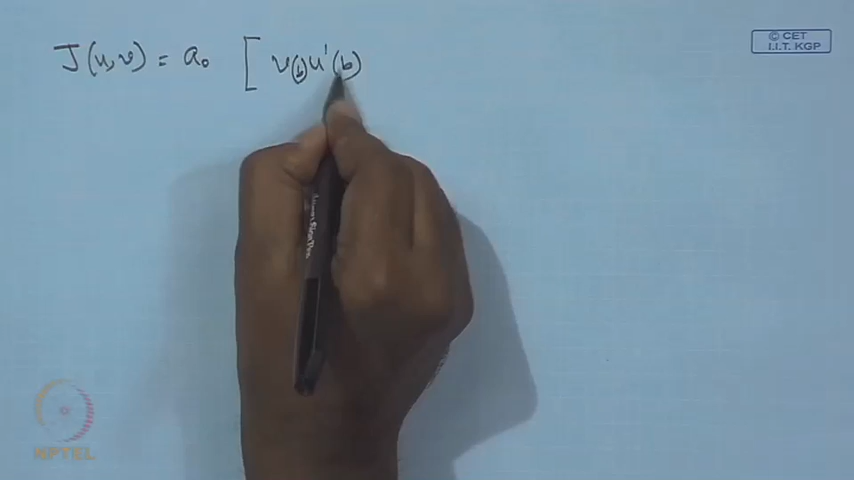 J(u,v) = a₀ [ v(b)u'(b)
© CET
I.I.T. KGP
NPTEL